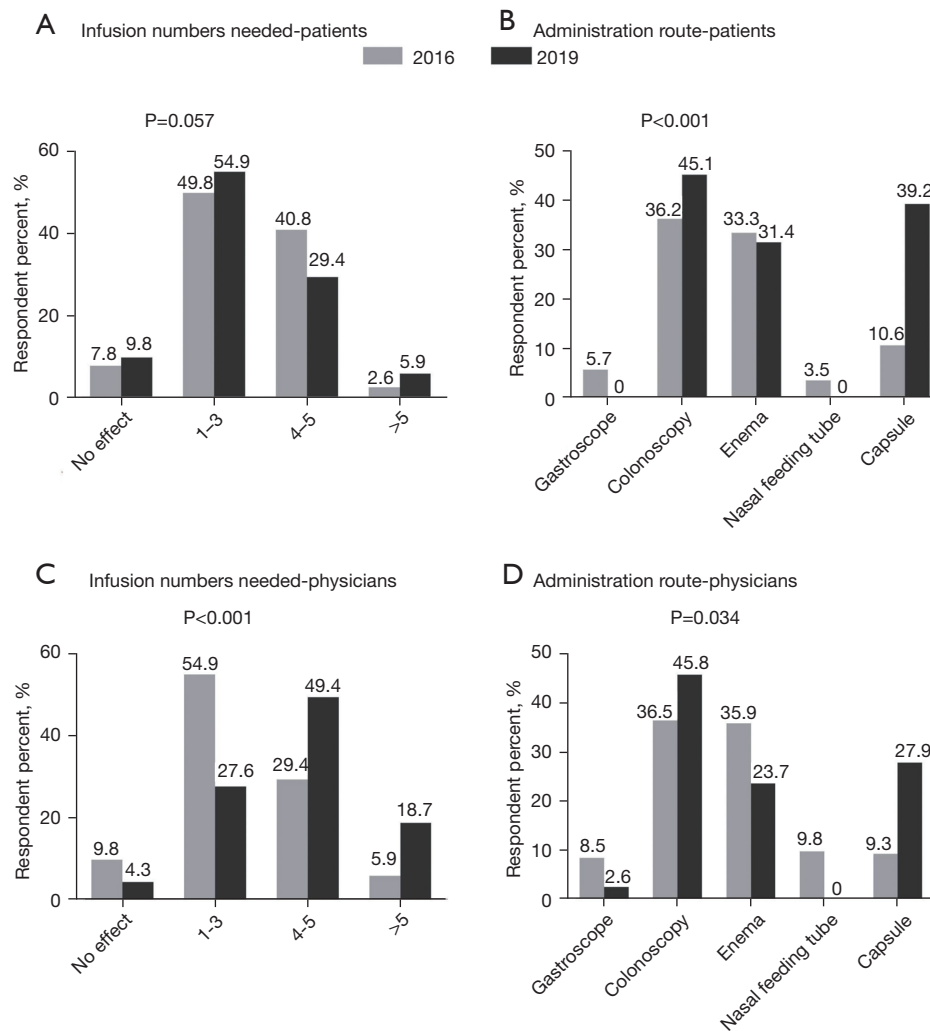 A Infusion numbers needed-patients
B Administration route-patients
2016 2019
P=0.057
Respondent percent, %
60
40
20
0
7.8 9.8
49.8 54.9
40.8 29.4
2.6 5.9
No effect
1–3
4–5
>5
P<0.001
Respondent percent, %
50
40
30
20
10
0
5.7 0
36.2 45.1
33.3 31.4
3.5 0
10.6 39.2
Gastroscope
Colonoscopy
Enema
Nasal feeding tube
Capsule
C Infusion numbers needed-physicians
P<0.001
Respondent percent, %
60
40
20
0
9.8 4.3
54.9 27.6
29.4 49.4
5.9 18.7
No effect
1-3
4-5
>5
D Administration route-physicians
P=0.034
Respondent percent, %
50
40
30
20
10
0
8.5 2.6
36.5 45.8
35.9 23.7
9.8 0
9.3 27.9
Gastroscope
Colonoscopy
Enema
Nasal feeding tube
Capsule